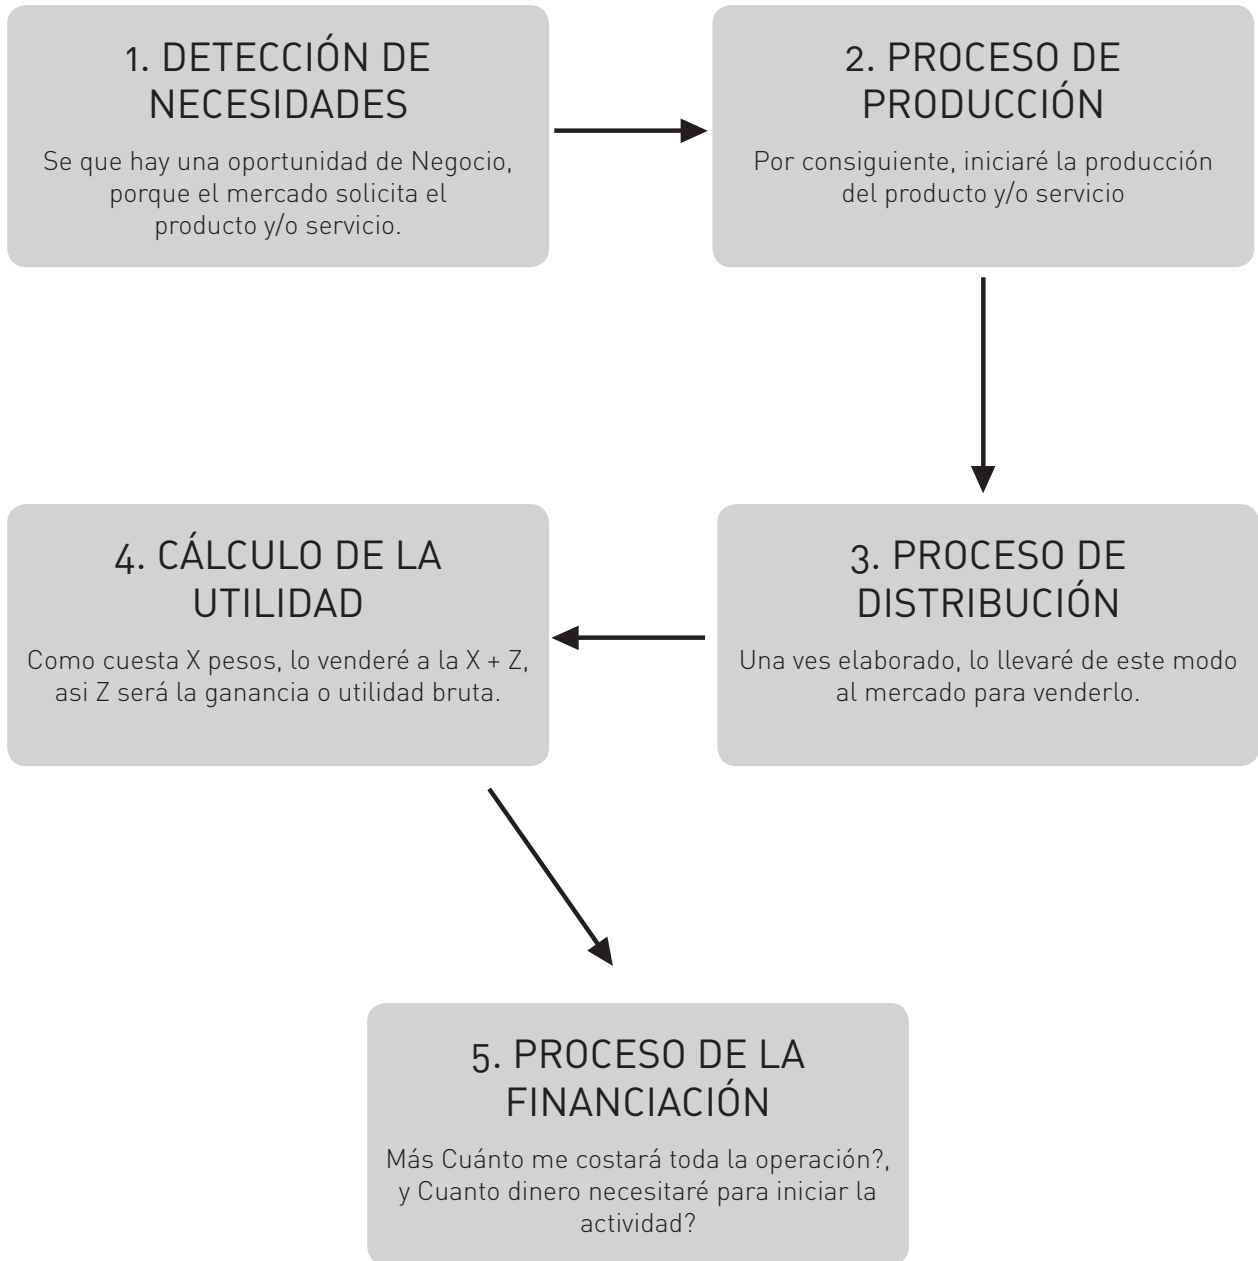 1. DETECCIÓN DE
NECESIDADES
Se que hay una oportunidad de Negocio,
porque el mercado solicita el
producto y/o servicio.
2. PROCESO DE
PRODUCCIÓN
Por consiguiente, iniciaré la producción
del producto y/o servicio
3. PROCESO DE
DISTRIBUCIÓN
Una ves elaborado, lo llevaré de este modo
al mercado para venderlo.
4. CÁLCULO DE LA
UTILIDAD
Como cuesta X pesos, lo venderé a la X + Z,
asi Z será la ganancia o utilidad bruta.
5. PROCESO DE LA
FINANCIACIÓN
Más Cuánto me costará toda la operación?,
y Cuanto dinero necesitaré para iniciar la
actividad?